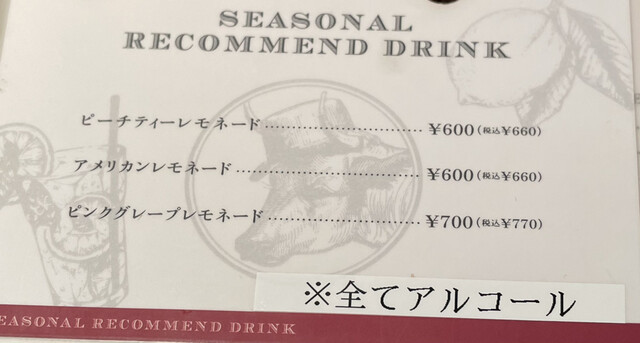 SEASONAL
RECOMMEND DRINK
ピーチティーレモネード.......................... ¥600(税込¥660)
アメリカンレモネード.............................. ¥600(税込¥660)
ピンクグレープレモネード......................... ¥700(税込¥770)
※全てアルコール
EASONAL RECOMMEND DRINK